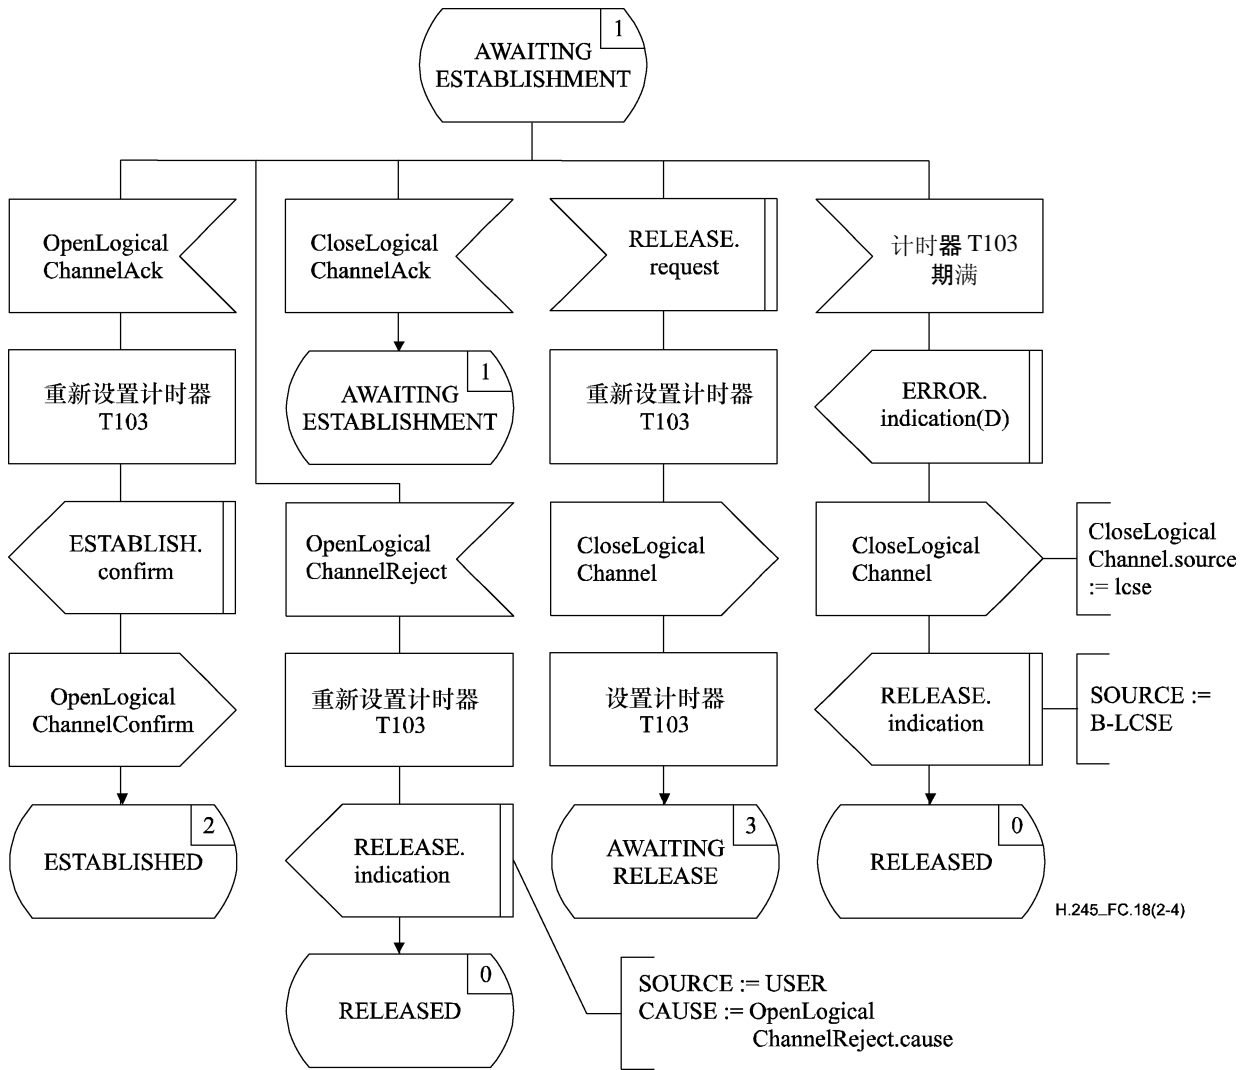 1
AWAITING
ESTABLISHMENT
OpenLogical
ChannelAck
重新设置计时器
T103
ESTABLISH.
confirm
OpenLogical
ChannelConfirm
2
ESTABLISHED
CloseLogical
ChannelAck
1
AWAITING
ESTABLISHMENT
OpenLogical
ChannelReject
重新设置计时器
T103
RELEASE.
indication
SOURCE := USER
CAUSE := OpenLogical
ChannelReject.cause
0
RELEASED
RELEASE.
request
重新设置计时器
T103
CloseLogical
Channel
设置计时器
T103
3
AWAITING
RELEASE
计时器 T103
期满
ERROR.
indication(D)
CloseLogical
Channel
CloseLogical
Channel.source
:= lcse
RELEASE.
indication
SOURCE :=
B-LCSE
0
RELEASED
H.245_FC.18(2-4)